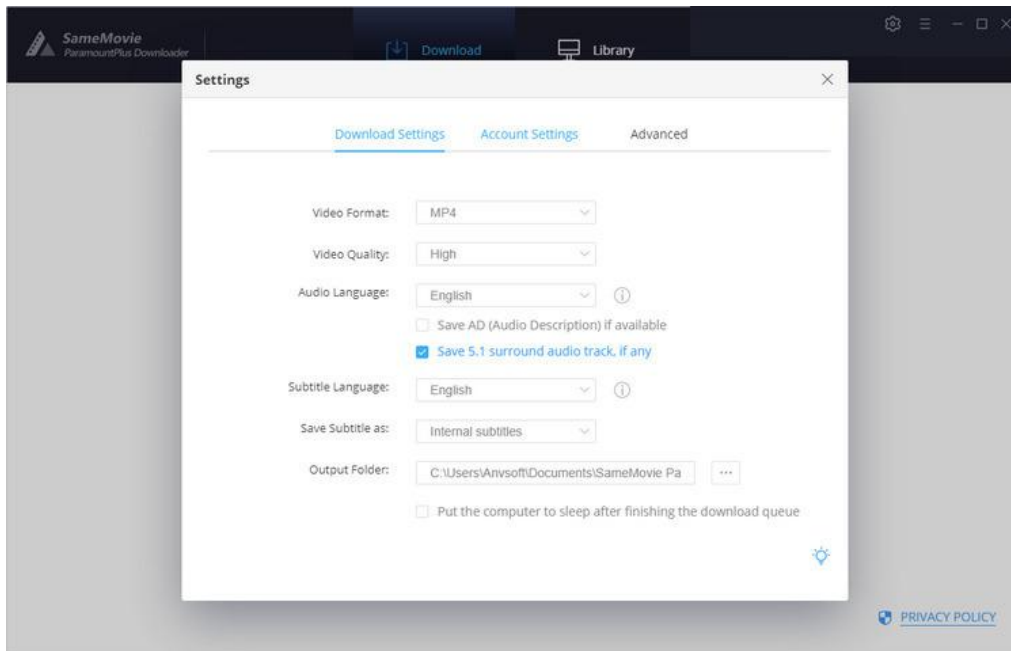 SameMovie
ParamountPlus Downloader
Download
Library
Settings
Download Settings
Account Settings
Advanced
Video Format:
MP4
Video Quality:
High
Audio Language:
English
Save AD (Audio Description) if available
Save 5.1 surround audio track, if any
Subtitle Language:
English
Save Subtitle as:
Internal subtitles
Output Folder:
C:\Users\Anvsoft\Documents\SameMovie Pa
...
Put the computer to sleep after finishing the download queue
PRIVACY POLICY